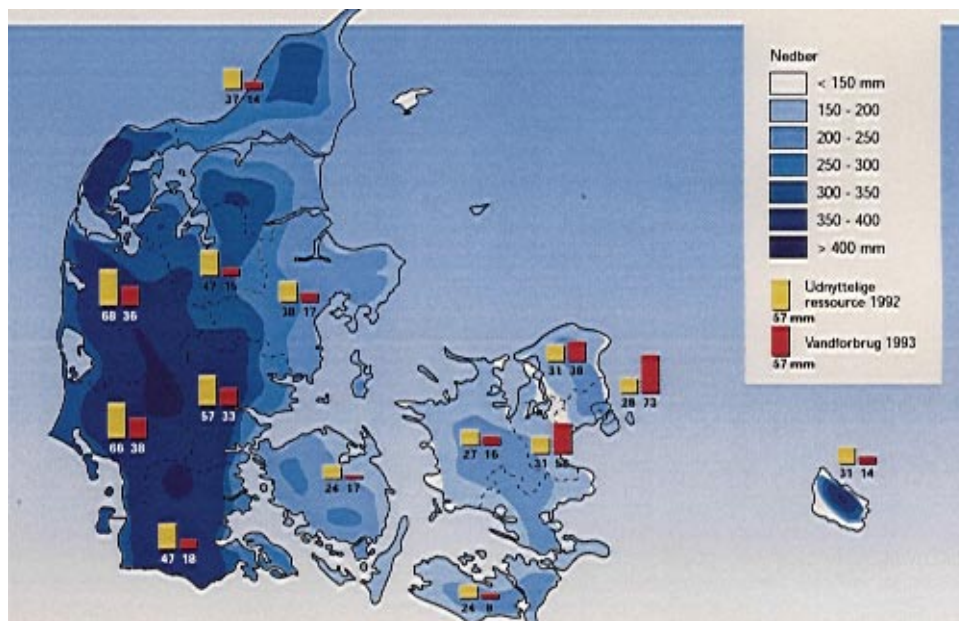 Nedbør
< 150 mm
150 - 200
200 - 250
250 - 300
300 - 350
350 - 400
> 400 mm
Udnyttelige
ressource 1992
57 mm
Vandforbrug 1993
57 mm
37 14
47 15
68 36
38 17
57 33
66 38
47 18
31 38
28 73
27 16
31
24 17
31 14
24 8